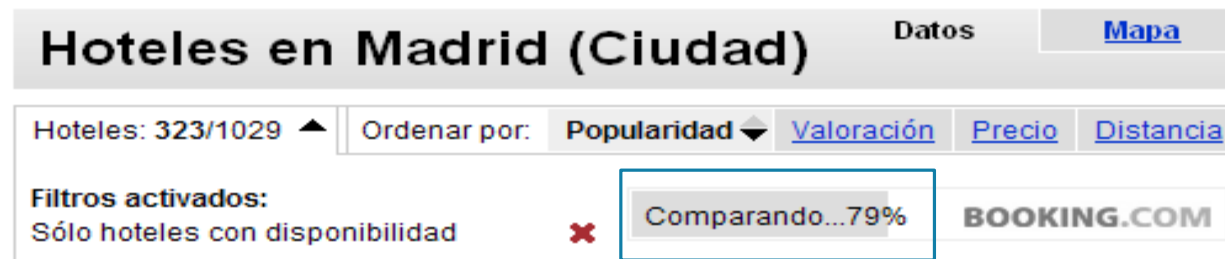 Hoteles en Madrid (Ciudad)
Datos
Mapa
Hoteles: 323/1029
Ordenar por: Popularidad Valoración Precio Distancia
Filtros activados:
Sólo hoteles con disponibilidad
Comparando...79%
BOOKING.COM